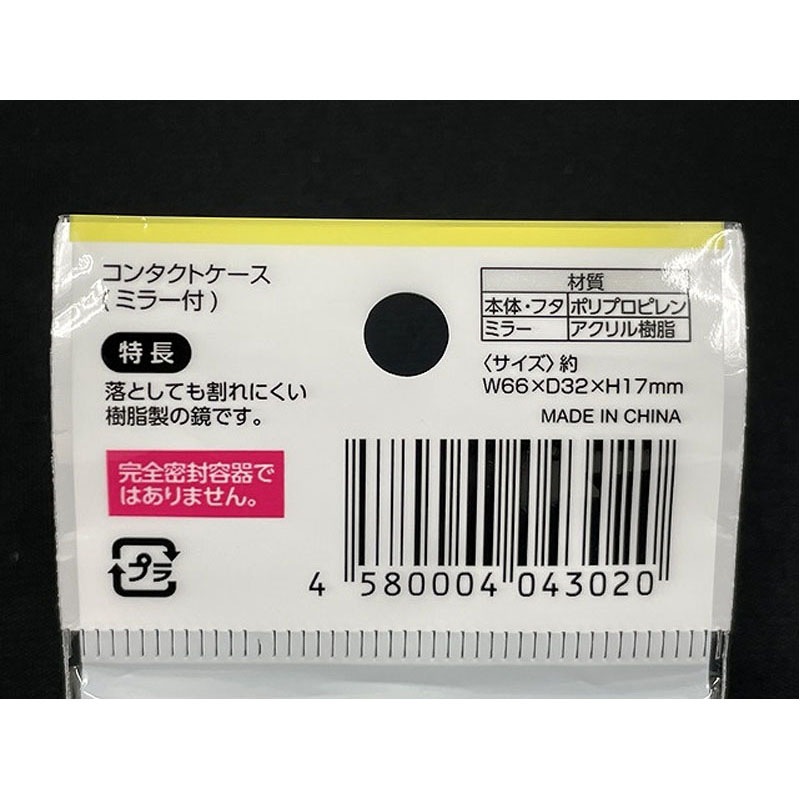 コンタクトケース
(ミラー付)
特長
落としても割れにくい
樹脂製の鏡です。
完全密封容器で
はありません。
プラ
材質
本体・フタ ポリプロピレン
ミラー アクリル樹脂
〈サイズ〉約
W66×D32×H17mm
MADE IN CHINA
4 580004 043020